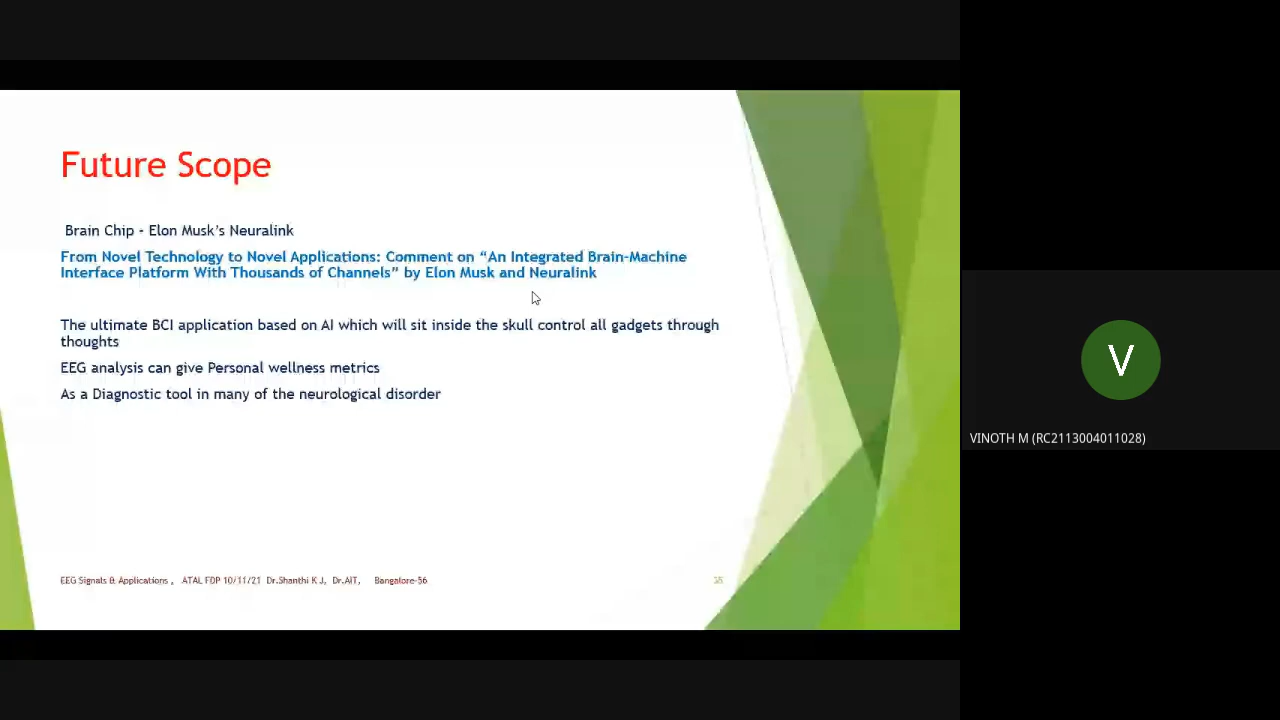 Future Scope
Brain Chip - Elon Musk's Neuralink
From Novel Technology to Novel Applications: Comment on “An Integrated Brain-Machine
Interface Platform With Thousands of Channels” by Elon Musk and Neuralink
The ultimate BCI application based on AI which will sit inside the skull control all gadgets through
thoughts
EEG analysis can give Personal wellness metrics
As a Diagnostic tool in many of the neurological disorder
EEG Signals & Applications , ATAL FDP 10/11/21 Dr.Shanthi K J, Dr.AIT, Bangalore-56
V
VINOTH M (RC2113004011028)